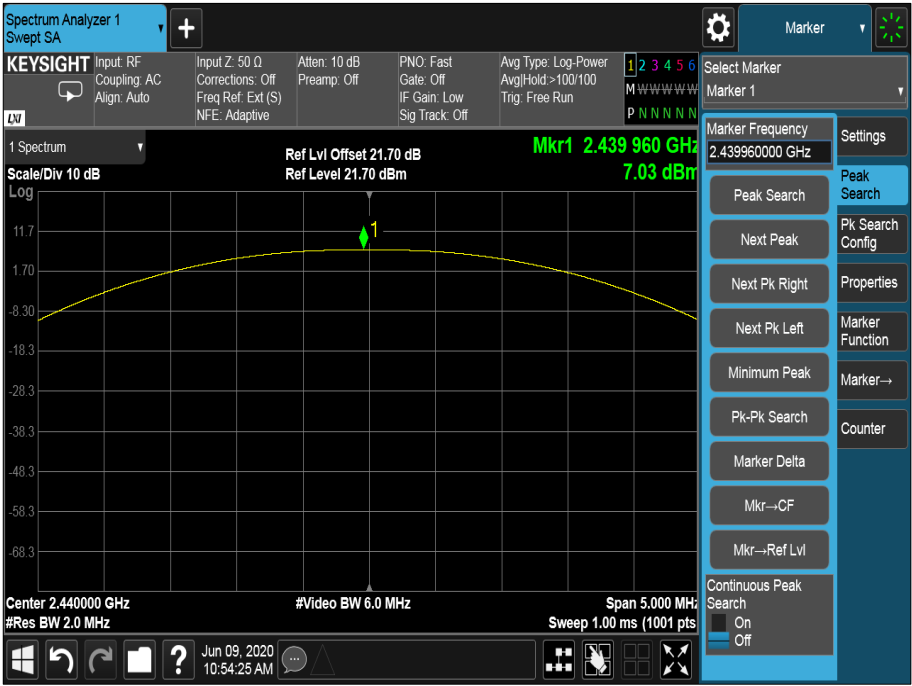 Spectrum Analyzer 1
Swept SA
+
Marker
KEYSIGHT
LXI
Input: RF
Coupling: AC
Align: Auto
Input Z: 50 Ω
Corrections: Off
Freq Ref: Ext (S)
NFE: Adaptive
Atten: 10 dB
Preamp: Off
PNO: Fast
Gate: Off
IF Gain: Low
Sig Track: Off
Avg Type: Log-Power
Avg|Hold:>100/100
Trig: Free Run
1 2 3 4 5 6
M W W W W W
P N N N N N
Select Marker
Marker 1
1 Spectrum
Scale/Div 10 dB
Log
Ref Lvl Offset 21.70 dB
Ref Level 21.70 dBm
Mkr1 2.439 960 GHz
7.03 dBm
1
11.7
1.70
-8.30
-18.3
-28.3
-38.3
-48.3
-58.3
-68.3
Center 2.440000 GHz
#Res BW 2.0 MHz
#Video BW 6.0 MHz
Span 5.000 MHz
Sweep 1.00 ms (1001 pts
Marker Frequency
2.439960000 GHz
Peak Search
Next Peak
Next Pk Right
Next Pk Left
Minimum Peak
Pk-Pk Search
Marker Delta
Mkr→CF
Mkr→Ref Lvl
Continuous Peak
Search
On
Off
Settings
Peak
Search
Pk Search
Config
Properties
Marker
Function
Marker→
Counter
?
Jun 09, 2020
10:54:25 AM